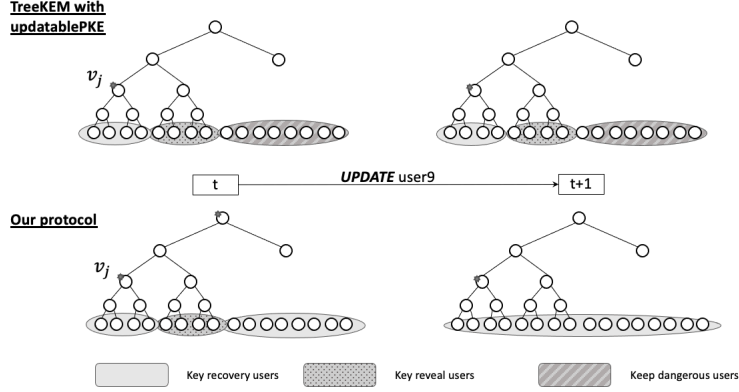 TreeKEM with
updatablePKE
v_j
t
UPDATE user9
t+1
Our protocol
v_j
Key recovery users
Key reveal users
Keep dangerous users